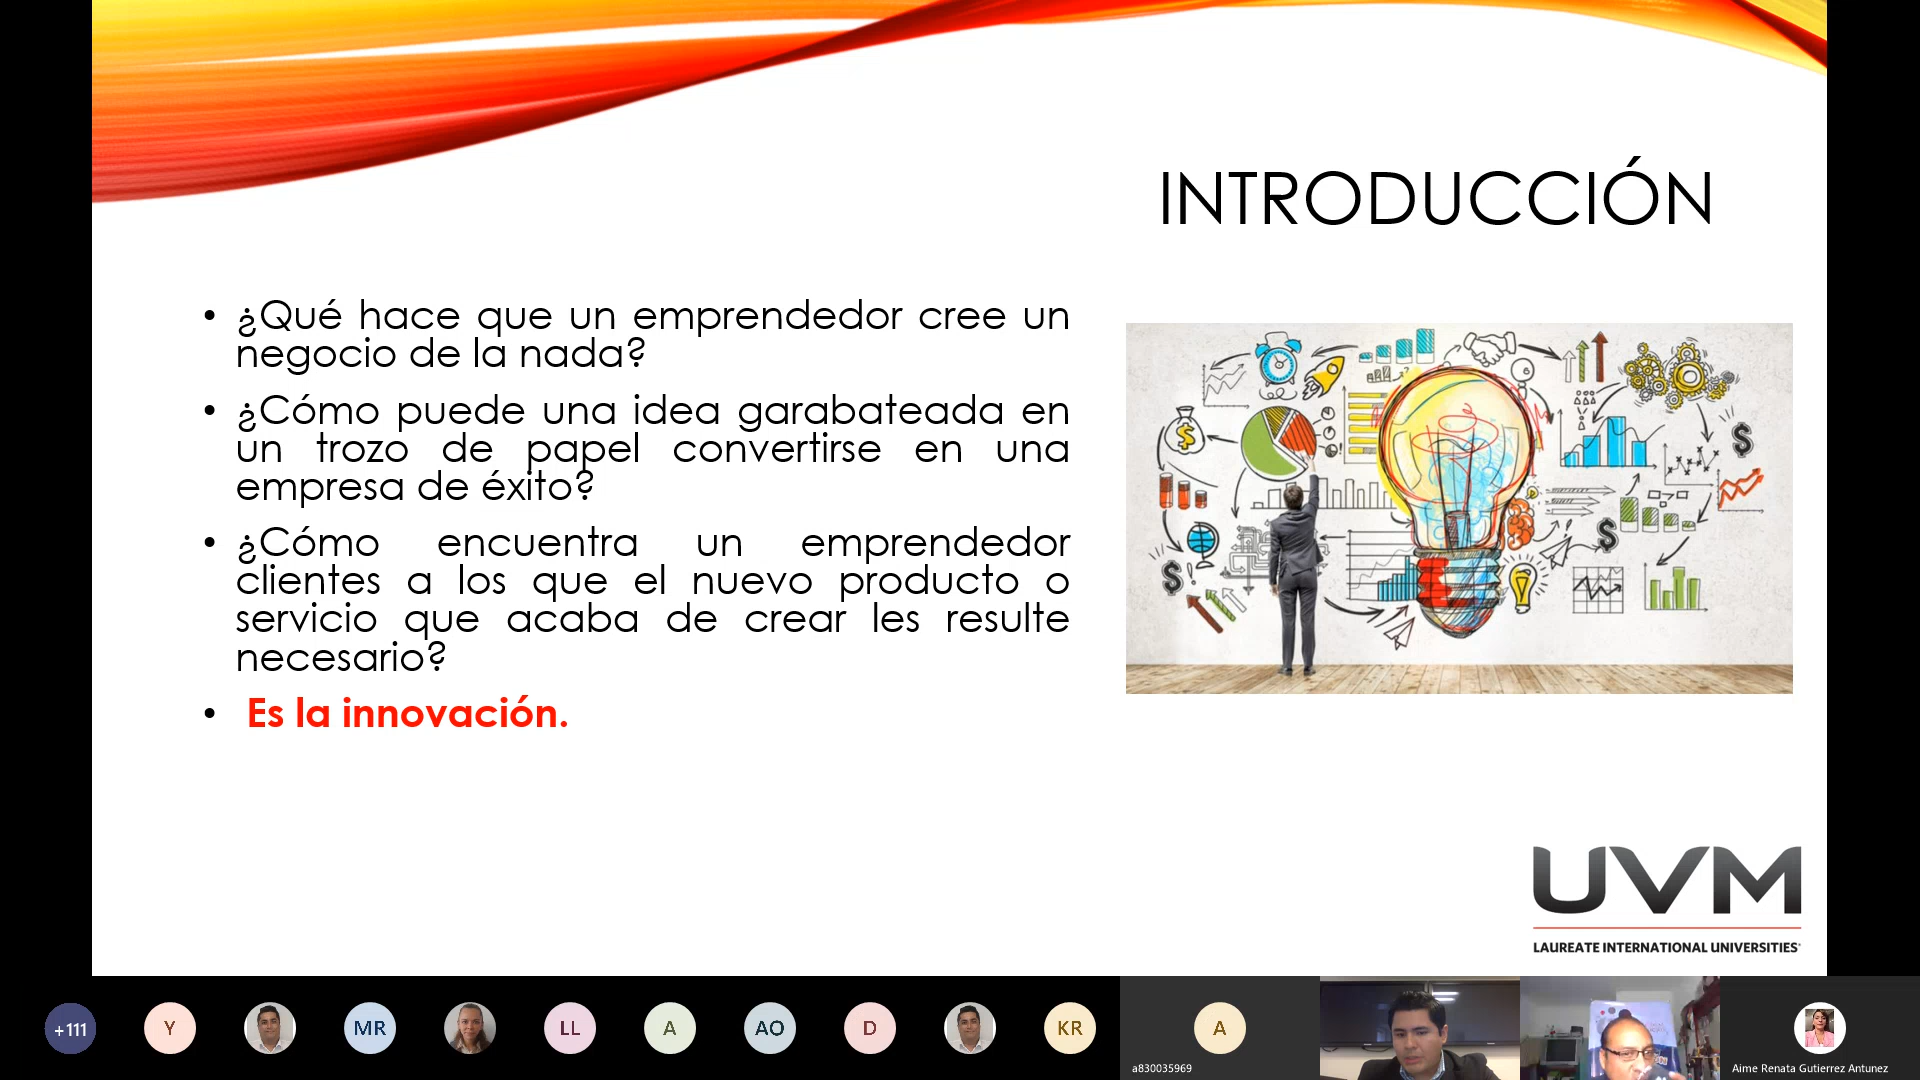 INTRODUCCIÓN
• ¿Qué hace que un emprendedor cree un
negocio de la nada?
• ¿Cómo puede una idea garabateada en
un trozo de papel convertirse en una
empresa de éxito?
• ¿Cómo encuentra un emprendedor
clientes a los que el nuevo producto o
servicio que acaba de crear les resulte
necesario?
• Es la innovación.
$
$
$
$
UVM
LAUREATE INTERNATIONAL UNIVERSITIES
+111
Y
MR
LL
A
AO
D
KR
A
a830035969
Aime Renata Gutierrez Antunez